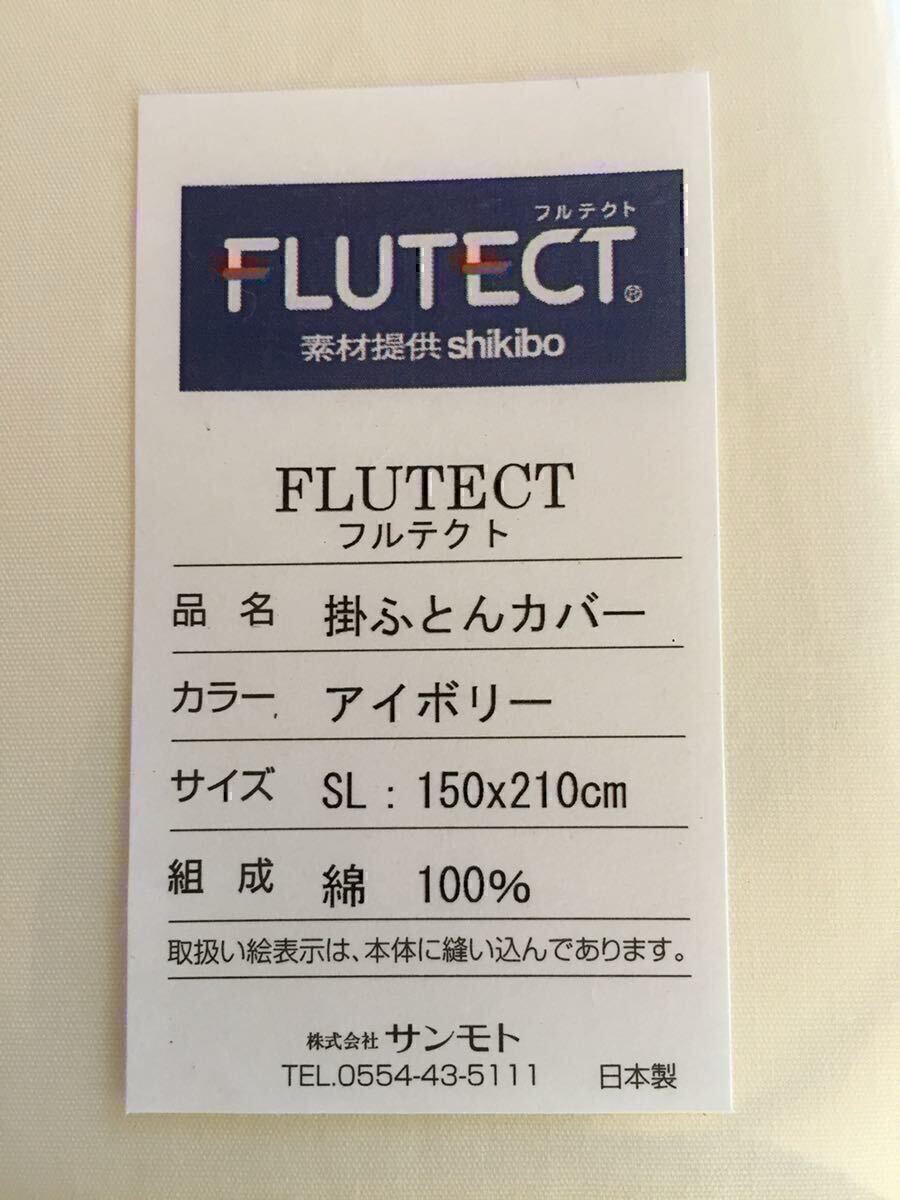 フルテクト
FLUTECT®
素材提供 shikibo
FLUTECT
フルテクト
品 名 掛ふとんカバー
カラー アイボリー
サイズ SL : 150x210cm
組 成 綿 100%
取扱い絵表示は、本体に縫い込んであります。
株式会社 サンモト
TEL.0554-43-5111 日本製